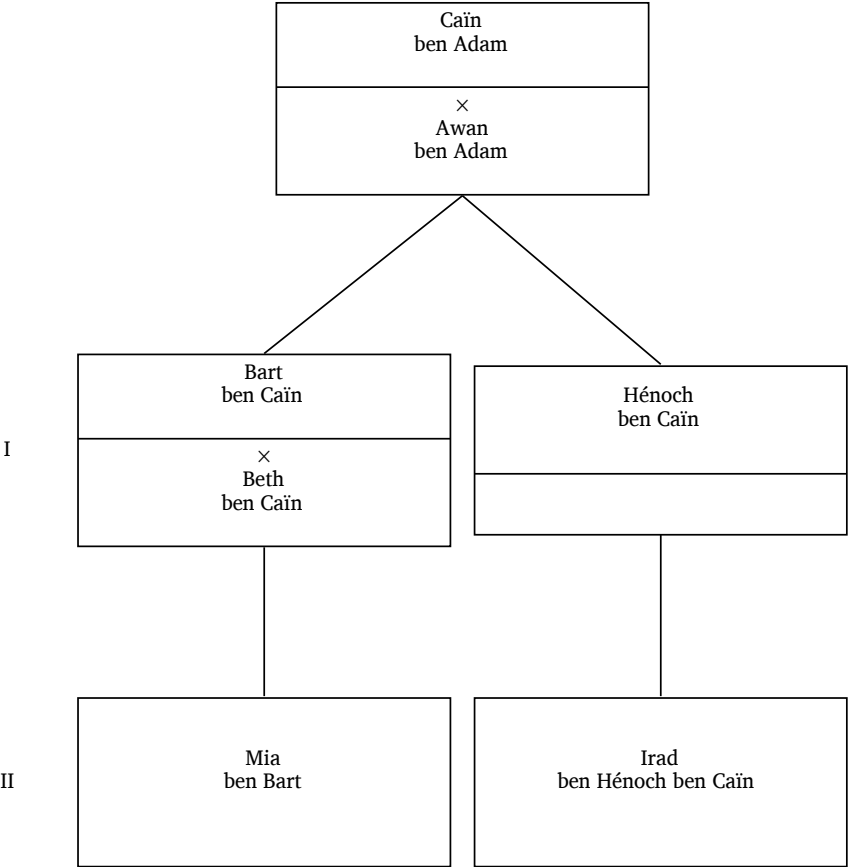 Caïn
ben Adam
×
Awan
ben Adam
I
Bart
ben Caïn
×
Beth
ben Caïn
Hénoch
ben Caïn
II
Mia
ben Bart
Irad
ben Hénoch ben Caïn